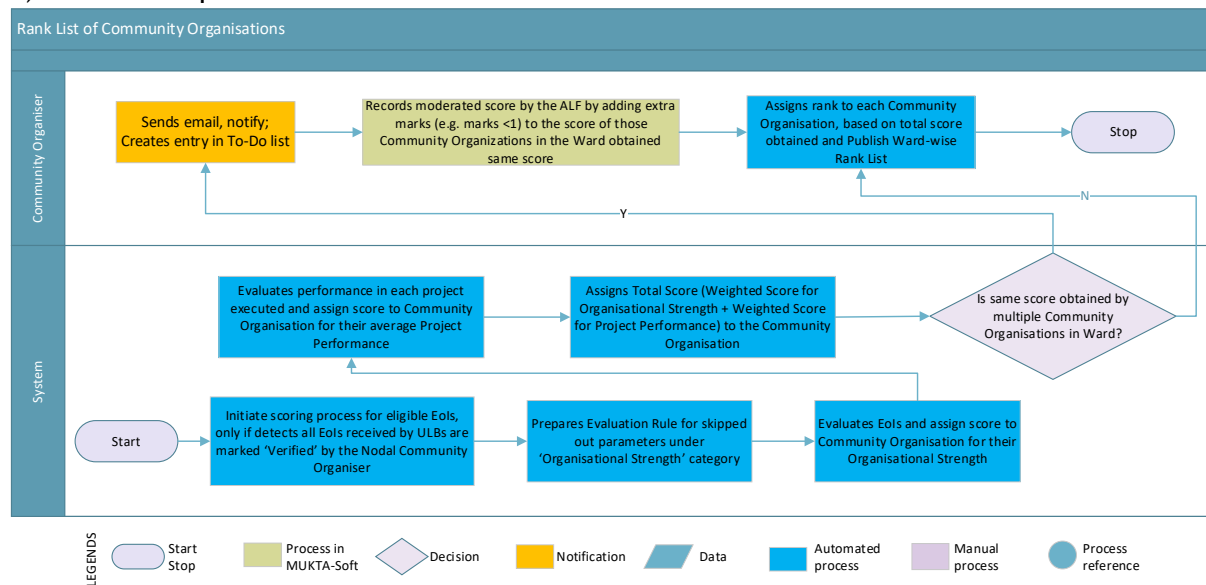 Rank List of Community Organisations
Community Organiser
Sends email, notify;
Creates entry in To-Do list
Records moderated score by the ALF by adding extra
marks (e.g. marks <1) to the score of those
Community Organizations in the Ward obtained
same score
Assigns rank to each Community
Organisation, based on total score
obtained and Publish Ward-wise
Rank List
Stop
Y
N
System
Evaluates performance in each project
executed and assign score to Community
Organisation for their average Project
Performance
Assigns Total Score (Weighted Score for
Organisational Strength + Weighted Score
for Project Performance) to the Community
Organisation
Is same score obtained by
multiple Community
Organisations in Ward?
Start
Initiate scoring process for eligible EoIs,
only if detects all EoIs received by ULBs are
marked ‘Verified’ by the Nodal Community
Organiser
Prepares Evaluation Rule for skipped
out parameters under
‘Organisational Strength’ category
Evaluates EoIs and assign score to
Community Organisation for their
Organisational Strength
LEGENDS
Start
Stop
Process in
MUKTA-Soft
Decision
Notification
Data
Automated
process
Manual
process
Process
reference